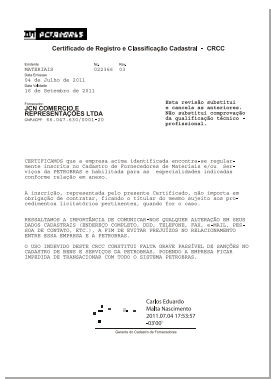 PETROBRAS
Certificado de Registro e Classificação Cadastral - CRCC
Emitente No. Rev.
MATERIAIS 022366 03
Data Emissao
04 de Julho de 2011
Data Validade
16 de Setembro de 2011
Fornecedor
JCN COMERCIO E
REPRESENTAÇÕES LTDA
CNPJ/CPF 66.047.630/0001-20
Esta revisão substitui
e cancela as anteriores.
Não substitui comprovação
da qualificação técnico -
profissional.
CERTIFICAMOS que a empresa acima identificada encontra-se regular-
mente inscrita no Cadastro de Fornecedores de Materiais e/ou Ser-
viços da PETROBRAS e habilitada para as especialidades indicadas
conforme relação em anexo.
A inscrição, representada pelo presente Certificado, não importa em
obrigação de contratar, ficando o titular do mesmo sujeito aos pro-
cedimentos licitatórios pertinentes, quando for o caso.
RESSALTAMOS A IMPORTÂNCIA DE COMUNICAR-NOS QUALQUER ALTERAÇÃO EM SEUS
DADOS CADASTRAIS (ENDEREÇO COMPLETO, DDD, TELEFONE, FAX, e-MAIL, PES-
SOA DE CONTATO, ETC.), A FIM DE EVITAR PREJUÍZOS NO RELACIONAMENTO
ENTRE ESSA EMPRESA E A PETROBRAS.
O USO INDEVIDO DESTE CRCC CONSTITUI FALTA GRAVE PASSÍVEL DE SANÇÕES NO
CADASTRO DE BENS E SERVIÇOS DA PETROBRAS, PODENDO A EMPRESA FICAR
IMPEDIDA DE TRANSACIONAR COM TODO O SISTEMA PETROBRAS.
Carlos Eduardo
Maltta Nascimento
2011.07.04 17:53:57
-03'00'
Gerente do Cadastro de Fornecedores